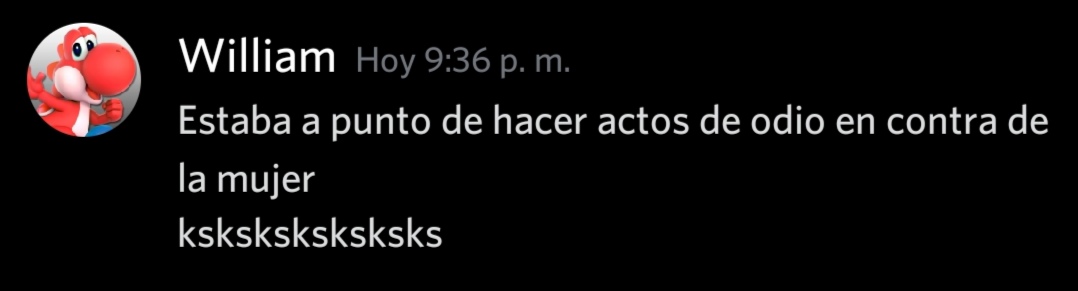 William Hoy 9:36 p. m.
Estaba a punto de hacer actos de odio en contra de
la mujer
ksksksksksksks